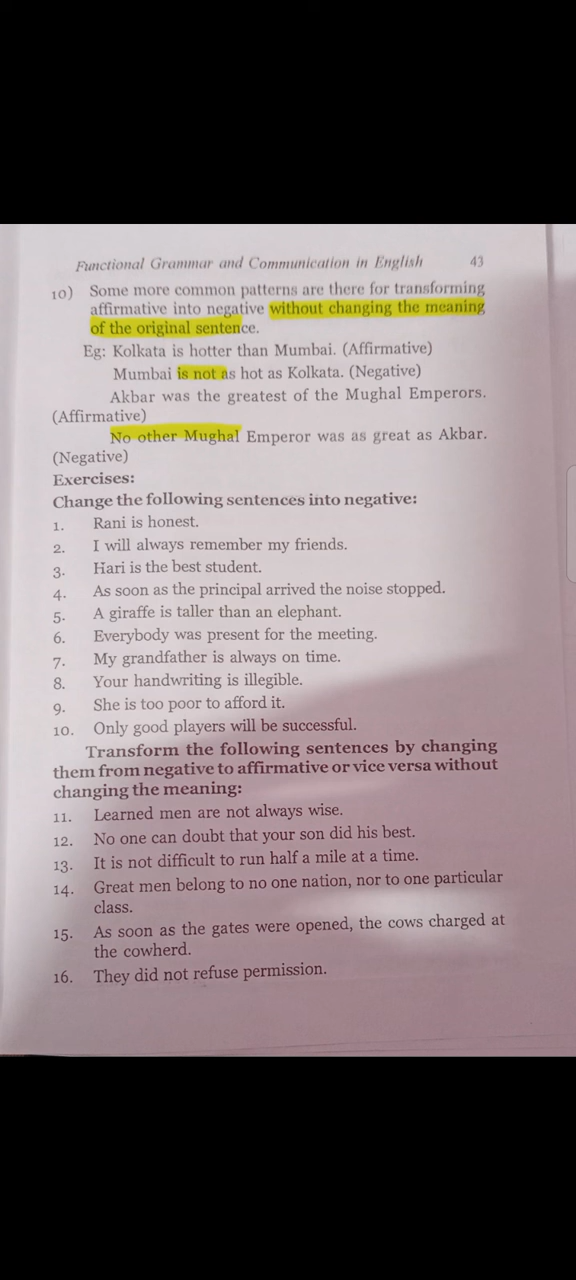 Functional Grammar and Communication in English 43
10) Some more common patterns are there for transforming
affirmative into negative without changing the meaning
of the original sentence.
Eg: Kolkata is hotter than Mumbai. (Affirmative)
Mumbai is not as hot as Kolkata. (Negative)
Akbar was the greatest of the Mughal Emperors.
(Affirmative)
No other Mughal Emperor was as great as Akbar.
(Negative)
Exercises:
Change the following sentences into negative:
1. Rani is honest.
2. I will always remember my friends.
3. Hari is the best student.
4. As soon as the principal arrived the noise stopped.
5. A giraffe is taller than an elephant.
6. Everybody was present for the meeting.
7. My grandfather is always on time.
8. Your handwriting is illegible.
9. She is too poor to afford it.
10. Only good players will be successful.
Transform the following sentences by changing
them from negative to affirmative or vice versa without
changing the meaning:
11. Learned men are not always wise.
12. No one can doubt that your son did his best.
13. It is not difficult to run half a mile at a time.
14. Great men belong to no one nation, nor to one particular
class.
15. As soon as the gates were opened, the cows charged at
the cowherd.
16. They did not refuse permission.